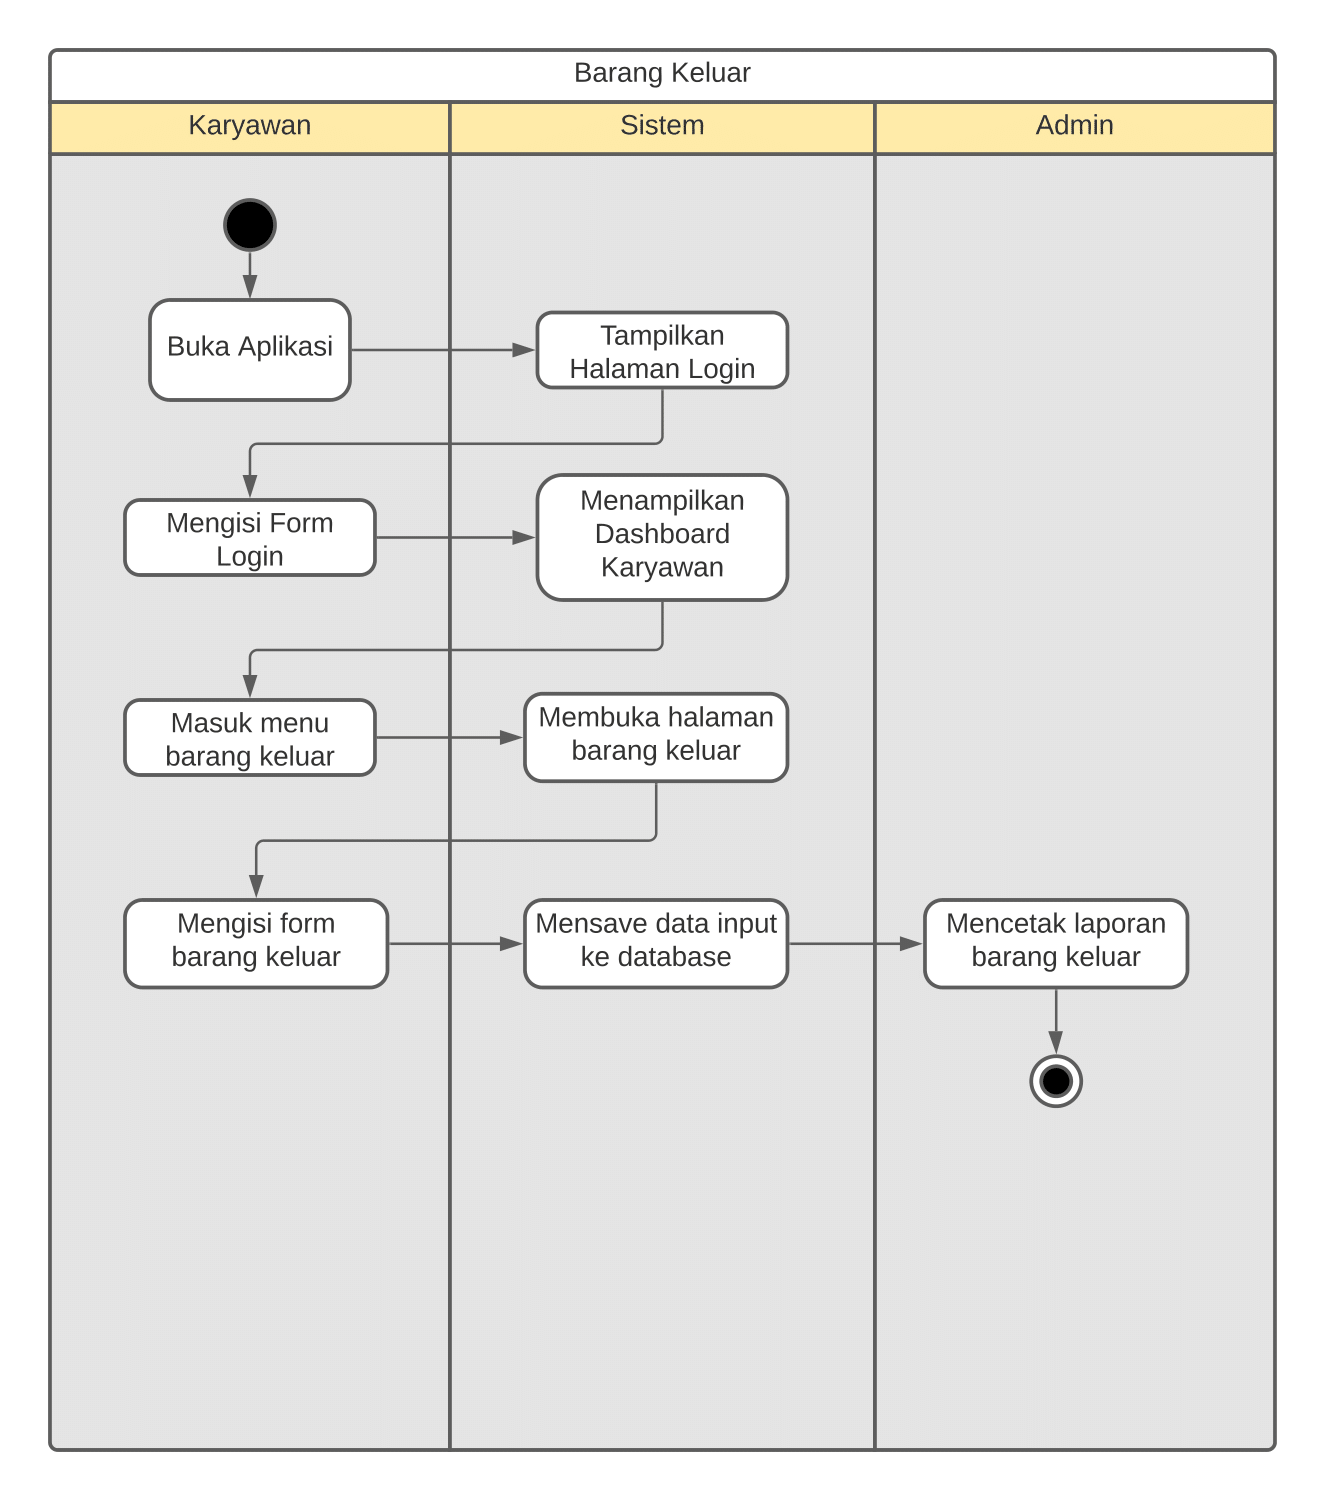 Barang Keluar
Karyawan
Sistem
Admin
Buka Aplikasi
Tampilkan
Halaman Login
Mengisi Form
Login
Menampilkan
Dashboard
Karyawan
Masuk menu
barang keluar
Membuka halaman
barang keluar
Mengisi form
barang keluar
Mensave data input
ke database
Mencetak laporan
barang keluar